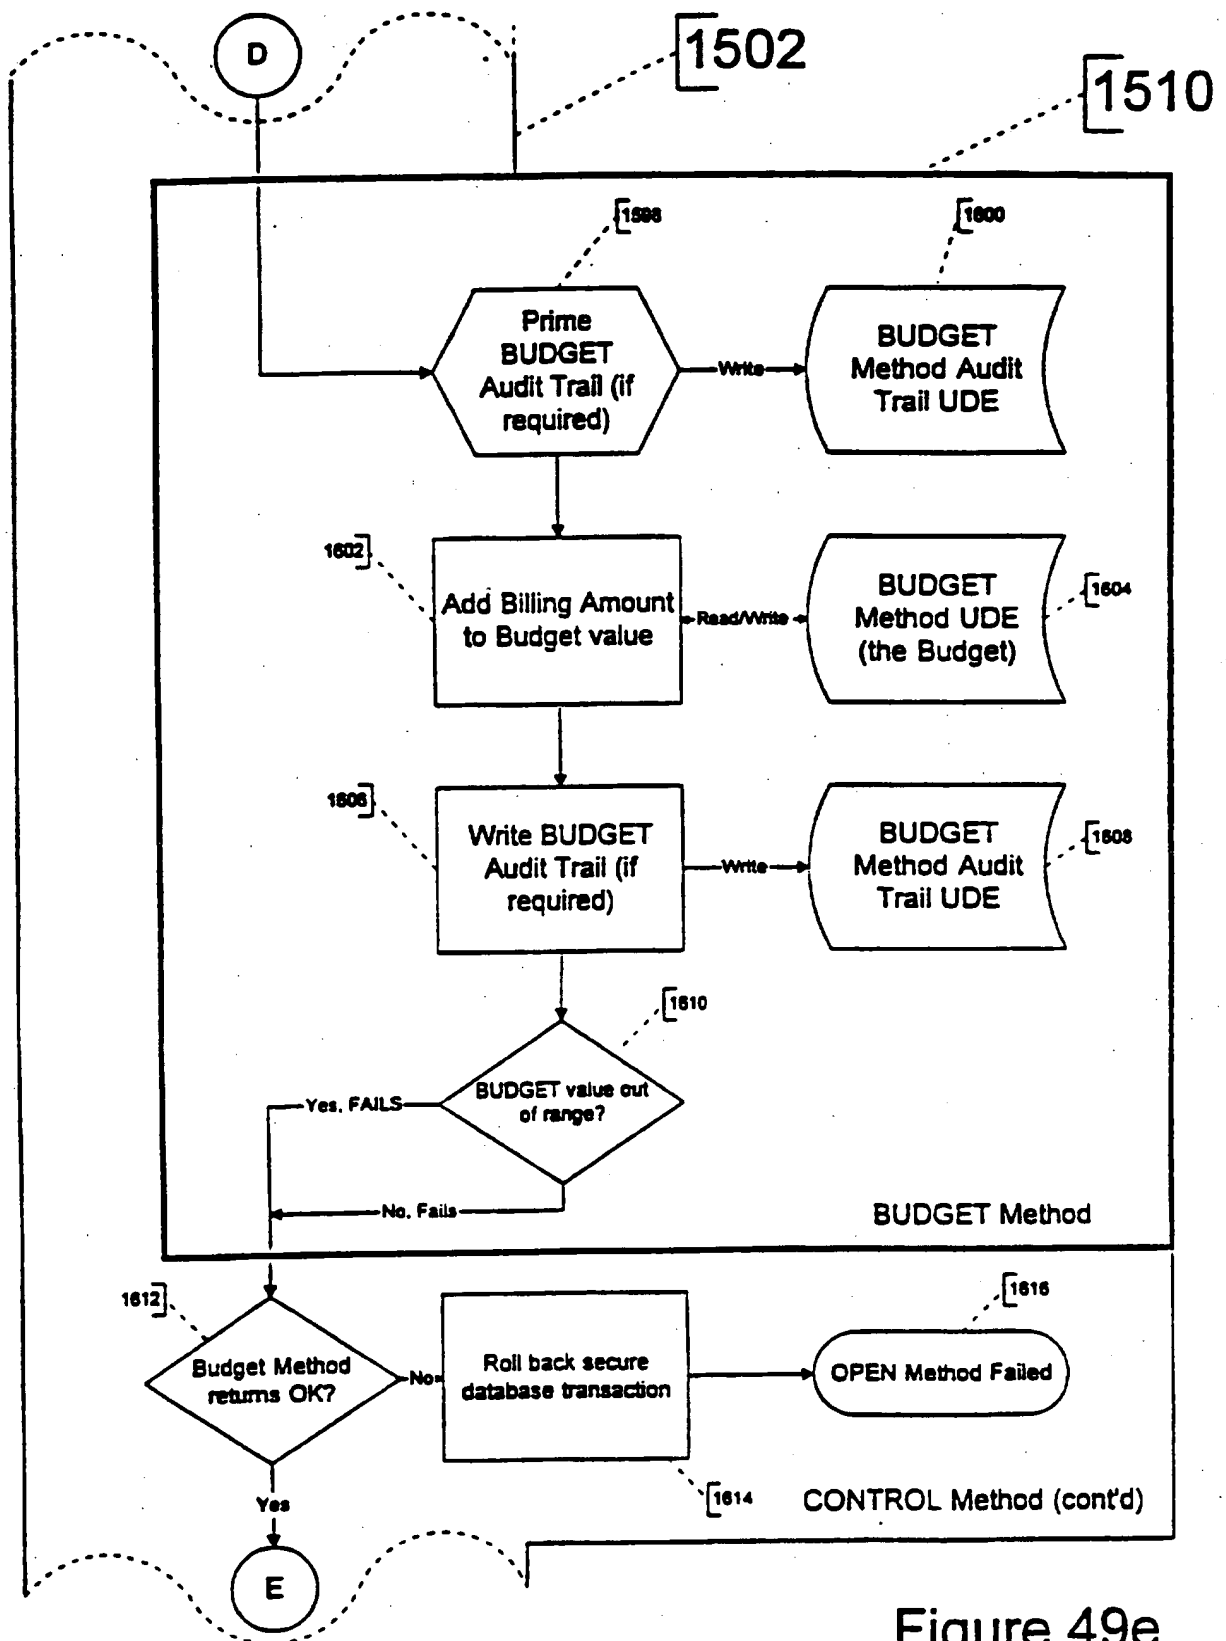 D
1502
1510
1598
1600
Prime
BUDGET
Audit Trail (if
required)
Write
BUDGET
Method Audit
Trail UDE
1602
Add Billing Amount
to Budget value
Read/Write
BUDGET
Method UDE
(the Budget)
1604
1606
Write BUDGET
Audit Trail (if
required)
Write
BUDGET
Method Audit
Trail UDE
1608
1610
BUDGET value out
of range?
Yes, FAILS
No, Fails
BUDGET Method
1612
Budget Method
returns OK?
No
Roll back secure
database transaction
1616
OPEN Method Failed
1614
CONTROL Method (cont'd)
Yes
E
Figure 49e